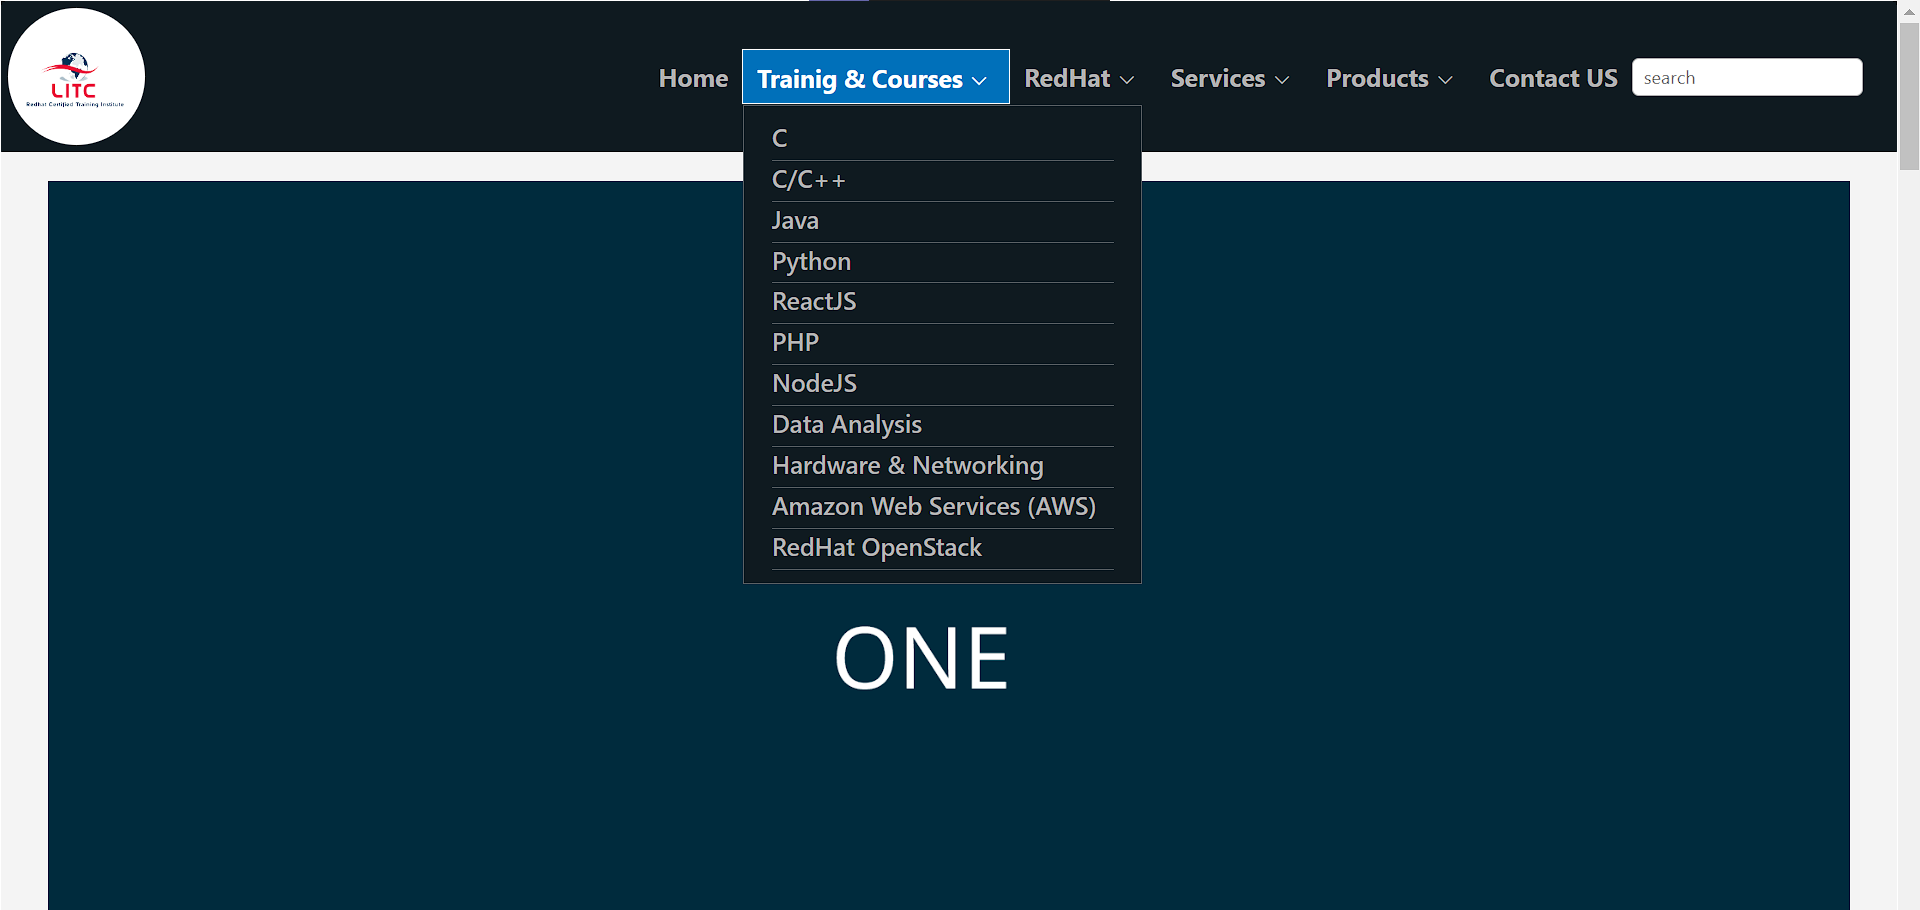 LITC
Redhat Certified Training Institute
Home
Trainig & Courses
RedHat
Services
Products
Contact US
search
C
C/C++
Java
Python
ReactJS
PHP
NodeJS
Data Analysis
Hardware & Networking
Amazon Web Services (AWS)
RedHat OpenStack
ONE